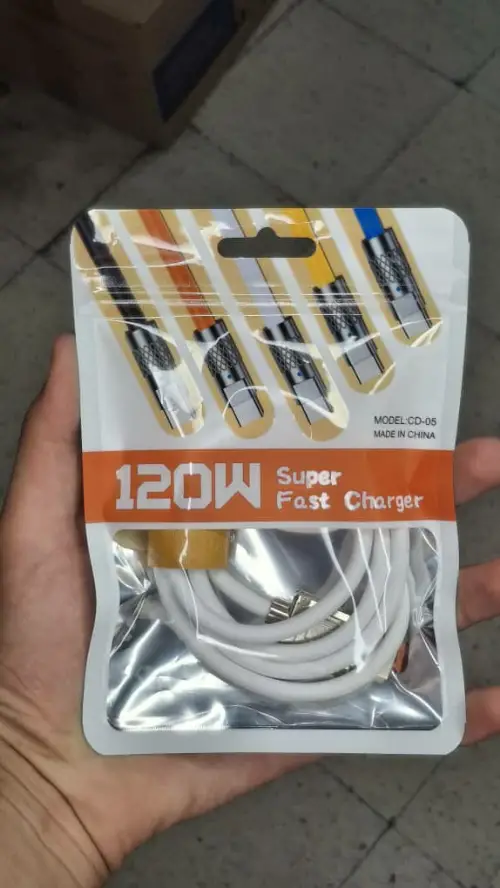 MODEL:CD-05
MADE IN CHINA
120W Super
Fast Charger